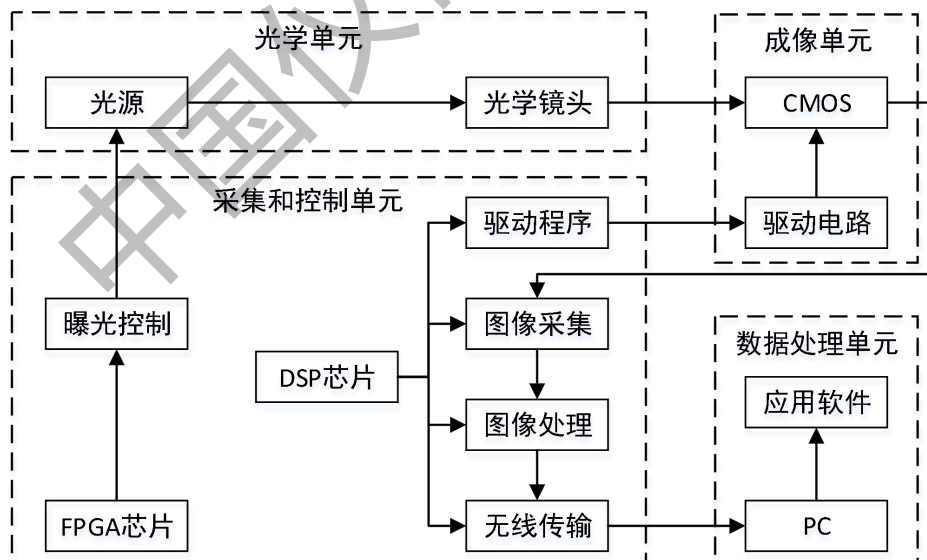 光学单元
成像单元
光源
光学镜头
CMOS
采集和控制单元
驱动程序
驱动电路
曝光控制
图像采集
数据处理单元
DSP芯片
应用软件
图像处理
FPGA芯片
无线传输
PC
中国仪